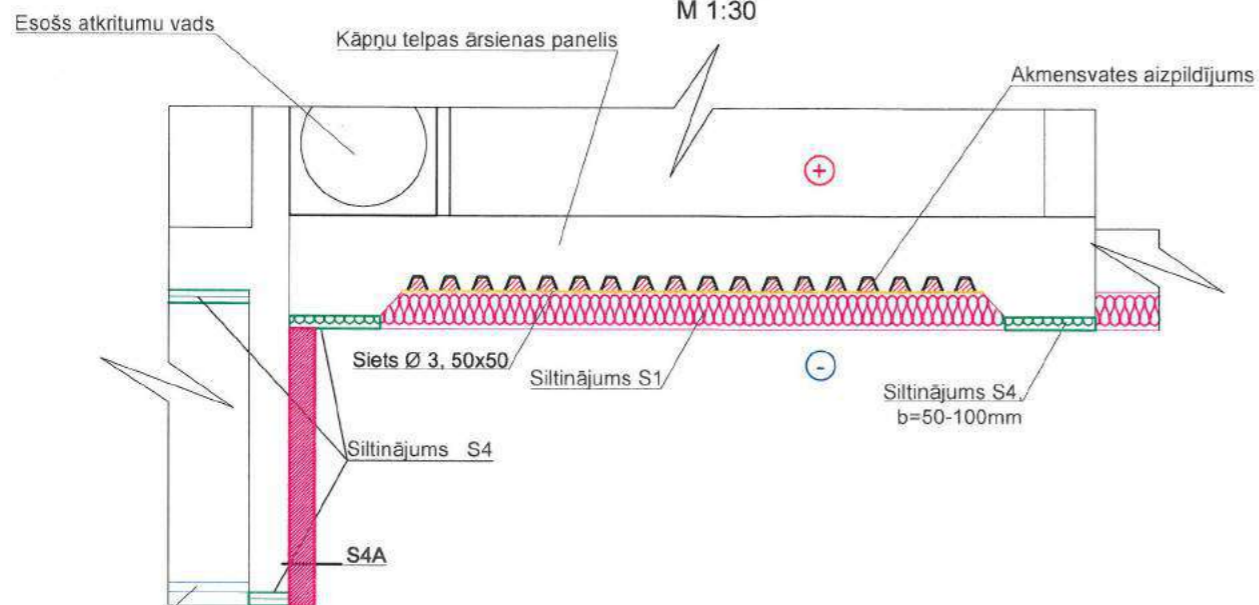 M 1:30
Esošs atkritumu vads
Kāpņu telpas ārsienas panelis
Akmensvates aizpildījums
+
Siets Ø 3, 50x50
Siltinājums S1
-
Siltinājums S4,
b=50-100mm
Siltinājums S4
S4A